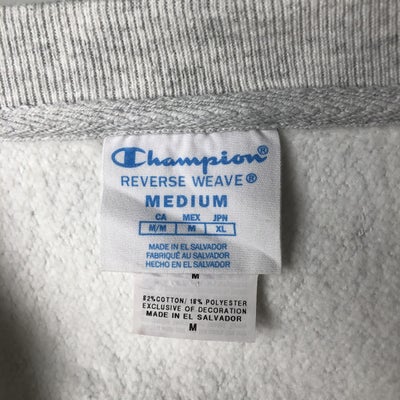 Champion
REVERSE WEAVE®
MEDIUM
CA MEX JPN
M/M M XL
MADE IN EL SALVADOR
FABRIQUÉ AU EL SALVADOR
HECHO EN EL SALVADOR
M
82%COTTON/ 18% POLYESTER
EXCLUSIVE OF DECORATION
MADE IN EL SALVADOR
M